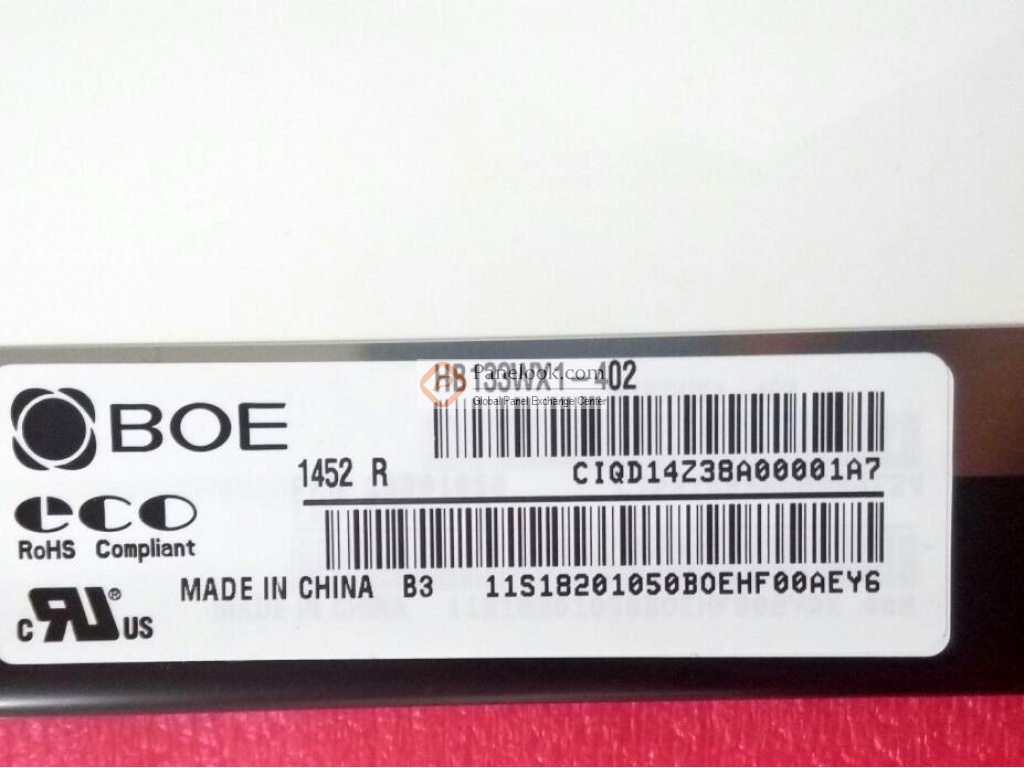 HB133WX1-402
Panelook.com
Global Panel Exchange Center
BOE
1452 R
CIQD14Z38A00001A7
eco
RoHS Compliant
MADE IN CHINA B3 11S18201050BOEHF00AEY6
c RU ® US